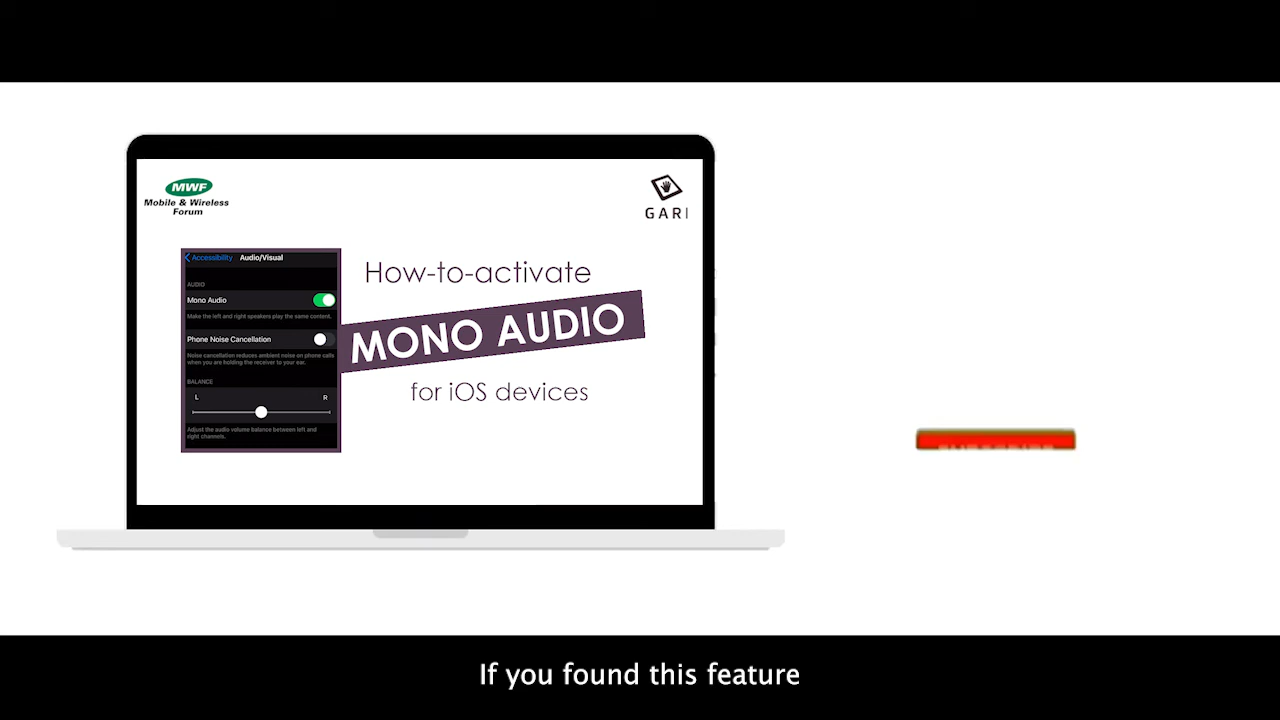 MWF
Mobile & Wireless
Forum
GARI
Accessibility Audio/Visual
AUDIO
Mono Audio
Make the left and right speakers play the same content.
Phone Noise Cancellation
Noise cancellation reduces ambient noise on phone calls
when you are holding the receiver to your ear.
BALANCE
L R
Adjust the audio volume balance between left and
right channels.
How-to-activate
MONO AUDIO
for iOS devices
If you found this feature